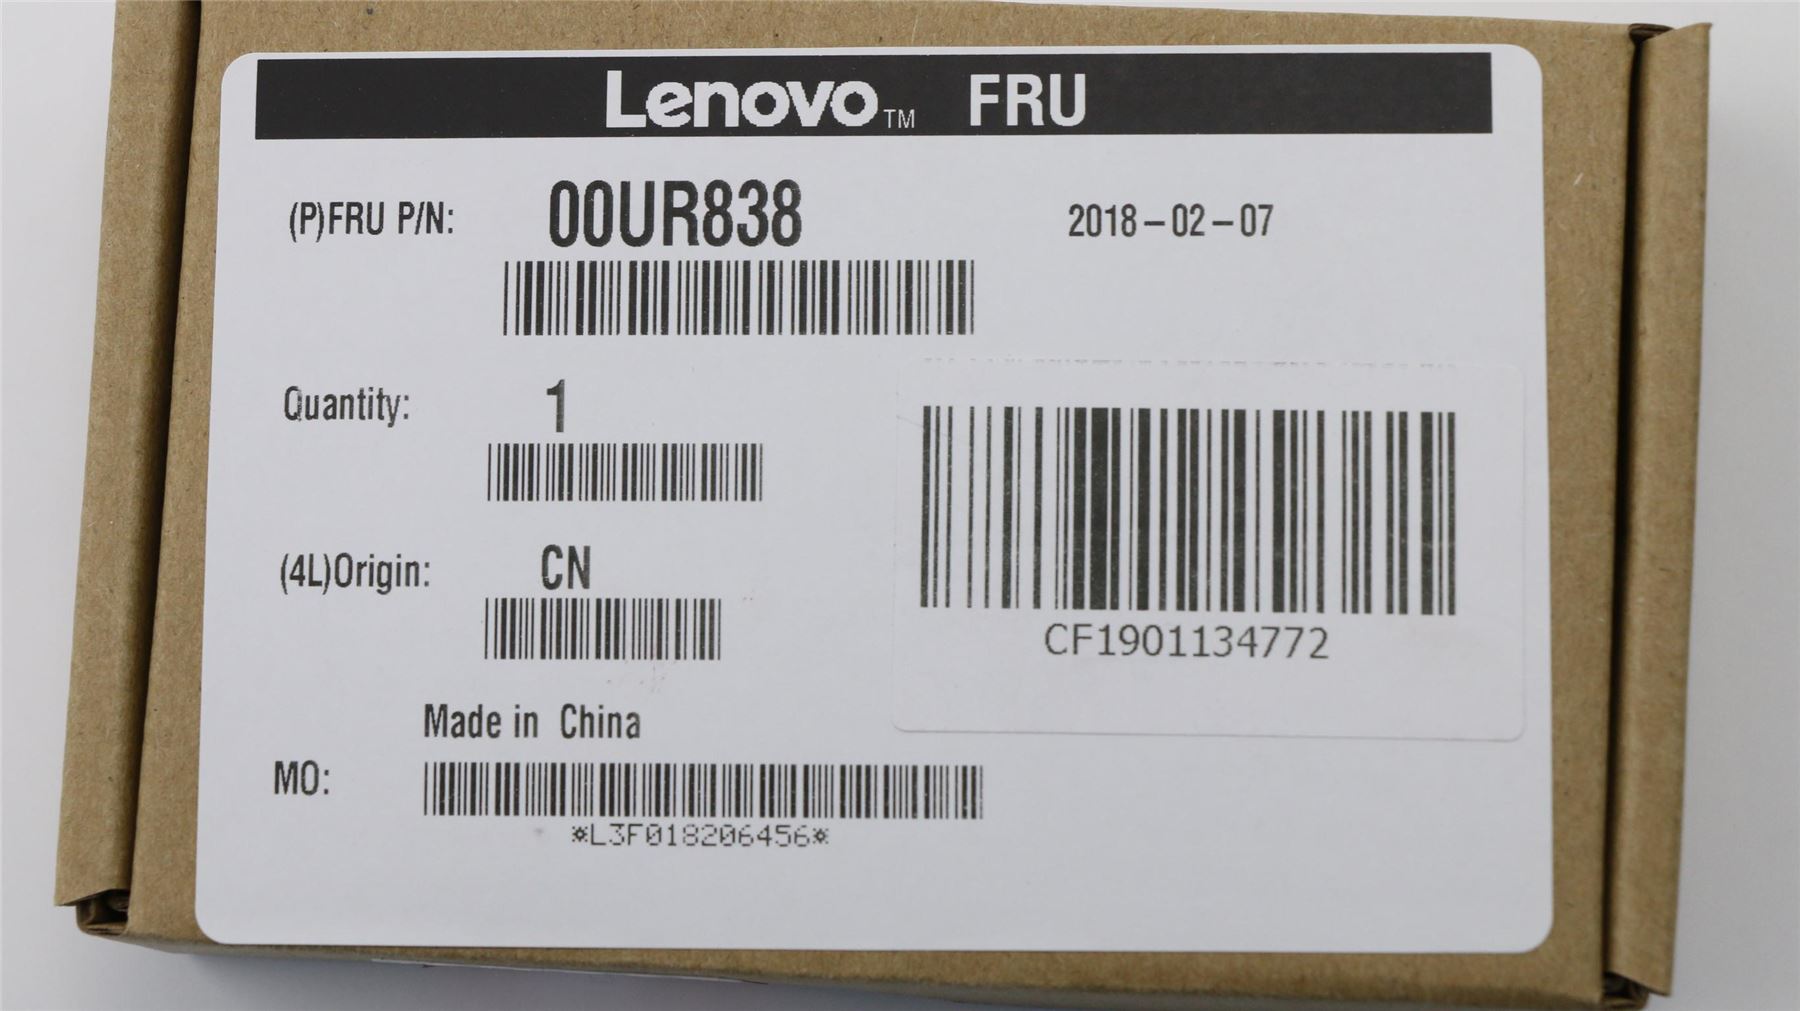 Lenovo™ FRU
(P)FRU P/N: 00UR838 2018-02-07
Quantity: 1
(4L)Origin: CN
CF1901134772
Made in China
MO:
*L3F018206456*